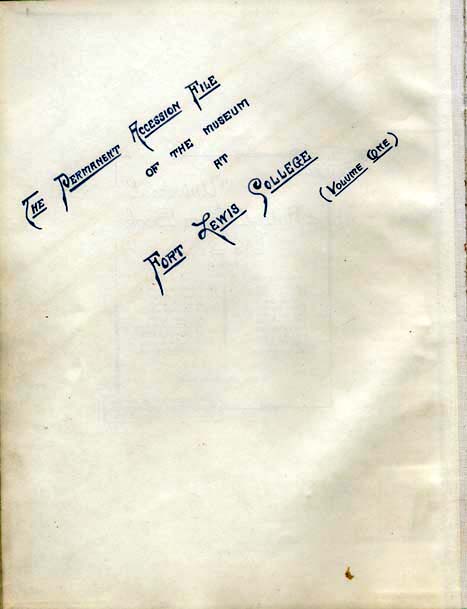 The Permanent Accession File
of the museum
at
Fort Lewis College
(Volume One)